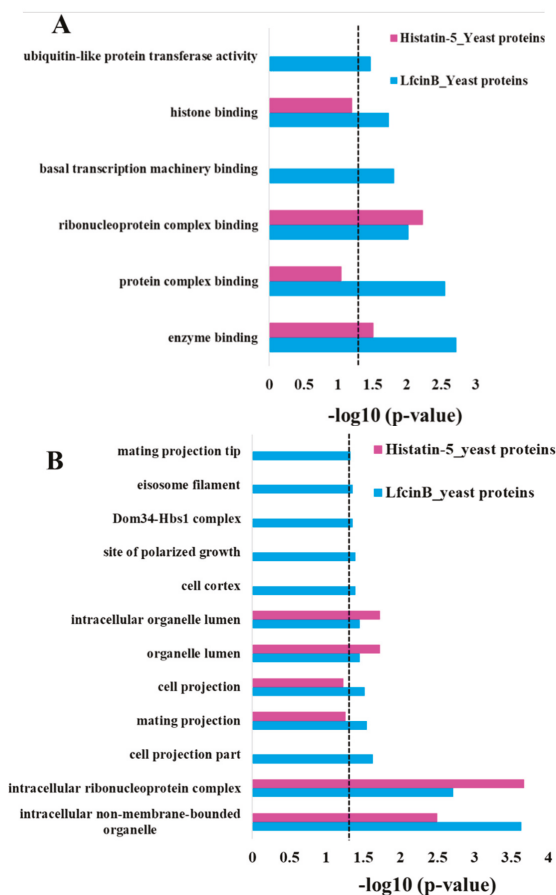 A
Histatin-5_Yeast proteins
LfcinB_Yeast proteins
ubiquitin-like protein transferase activity
histone binding
basal transcription machinery binding
ribonucleoprotein complex binding
protein complex binding
enzyme binding
0 1 1.5 2 2.5 3
-log10 (p-value)
B
Histatin-5_yeast proteins
LfcinB_yeast proteins
mating projection tip
eisosome filament
Dom34-Hbs1 complex
site of polarized growth
cell cortex
intracellular organelle lumen
organelle lumen
cell projection
mating projection
cell projection part
intracellular ribonucleoprotein complex
intracellular non-membrane-bounded
organelle
0 0.5 1 1.5 2 2.5 3 3.5 4
-log10 (p-value)